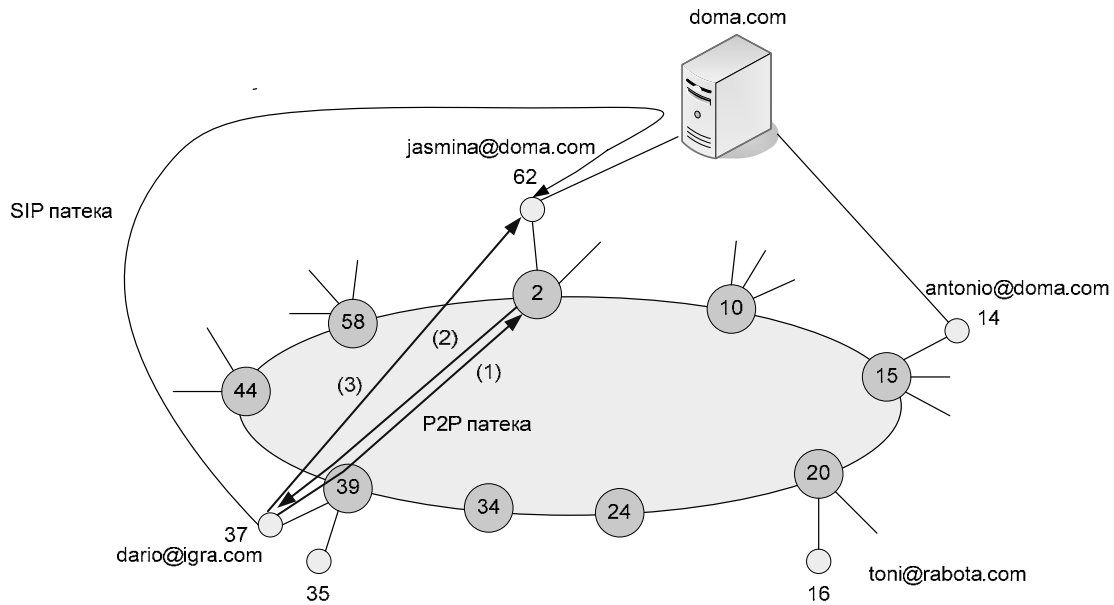 doma.com
jasmina@doma.com
62
SIP патека
antonio@doma.com
14
2
10
58
(2)
15
(1)
44
(3)
P2P патека
20
39
34
24
37
dario@igra.com
toni@rabota.com
35
16